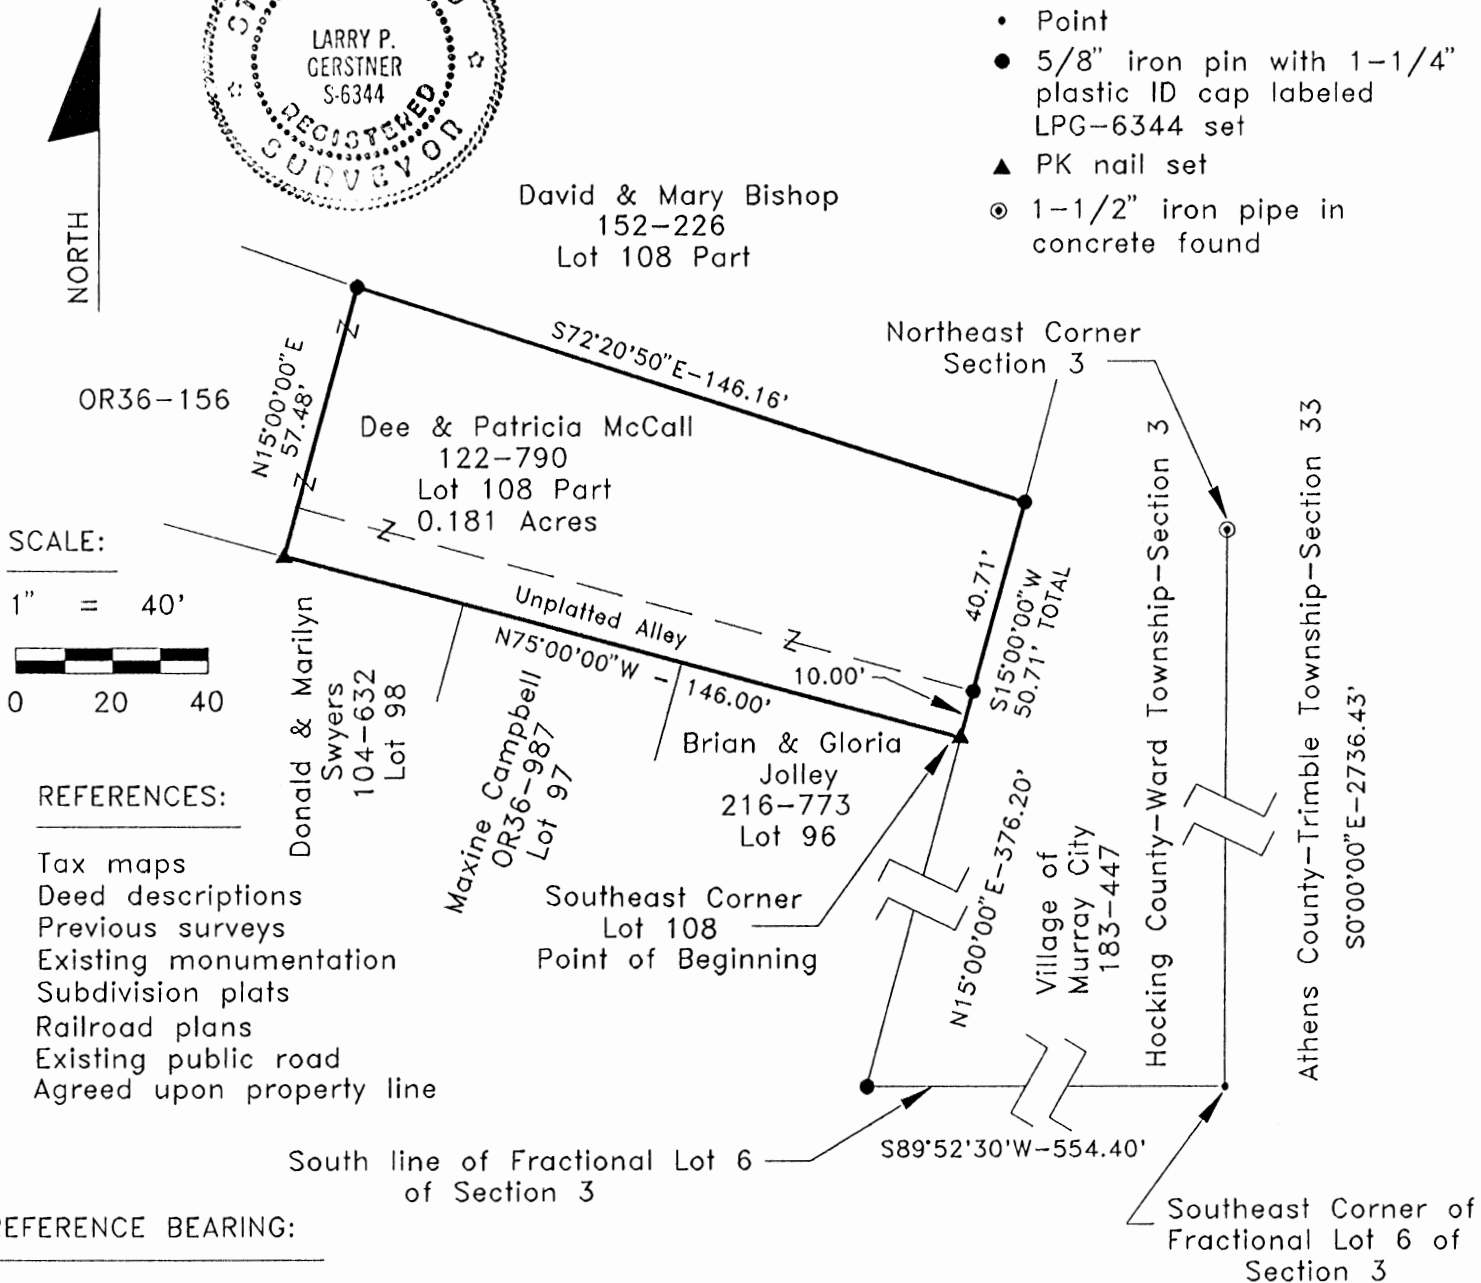 LARRY P.
GERSTNER
S-6344
REGISTERED
SURVEYOR
NORTH
Point
5/8" iron pin with 1-1/4"
plastic ID cap labeled
LPG-6344 set
PK nail set
1-1/2" iron pipe in
concrete found
David & Mary Bishop
152-226
Lot 108 Part
S72°20'50"E-146.16'
Northeast Corner
Section 3
OR36-156
N15°00'00"E
57.48'
Dee & Patricia McCall
122-790
Lot 108 Part
0.181 Acres
Z
Z
Z
Z
Unplatted Alley
N75°00'00"W - 146.00'
10.00'
40.71'
S15°00'00"W
50.71' TOTAL
SCALE:
1" = 40'
0 20 40
Donald & Marilyn
Swyers
104-632
Lot 98
Maxine Campbell
OR36-987
Lot 97
Brian & Gloria
Jolley
216-773
Lot 96
Southeast Corner
Lot 108
Point of Beginning
N15°00'00"E-376.20'
Village of
Murray City
183-447
Hocking County-Ward Township-Section 3
Athens County-Trimble Township-Section 33
S0°00'00"E-2736.43'
REFERENCES:
Tax maps
Deed descriptions
Previous surveys
Existing monumentation
Subdivision plats
Railroad plans
Existing public road
Agreed upon property line
South line of Fractional Lot 6
of Section 3
S89°52'30'W-554.40'
Southeast Corner of
Fractional Lot 6 of
Section 3
EFERENCE BEARING: